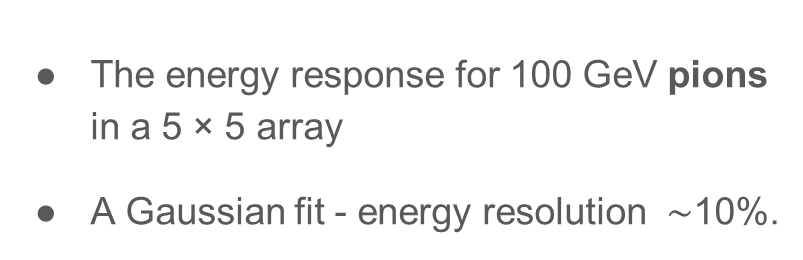 ● The energy response for 100 GeV pions
in a 5 × 5 array
● A Gaussian fit - energy resolution ~10%.